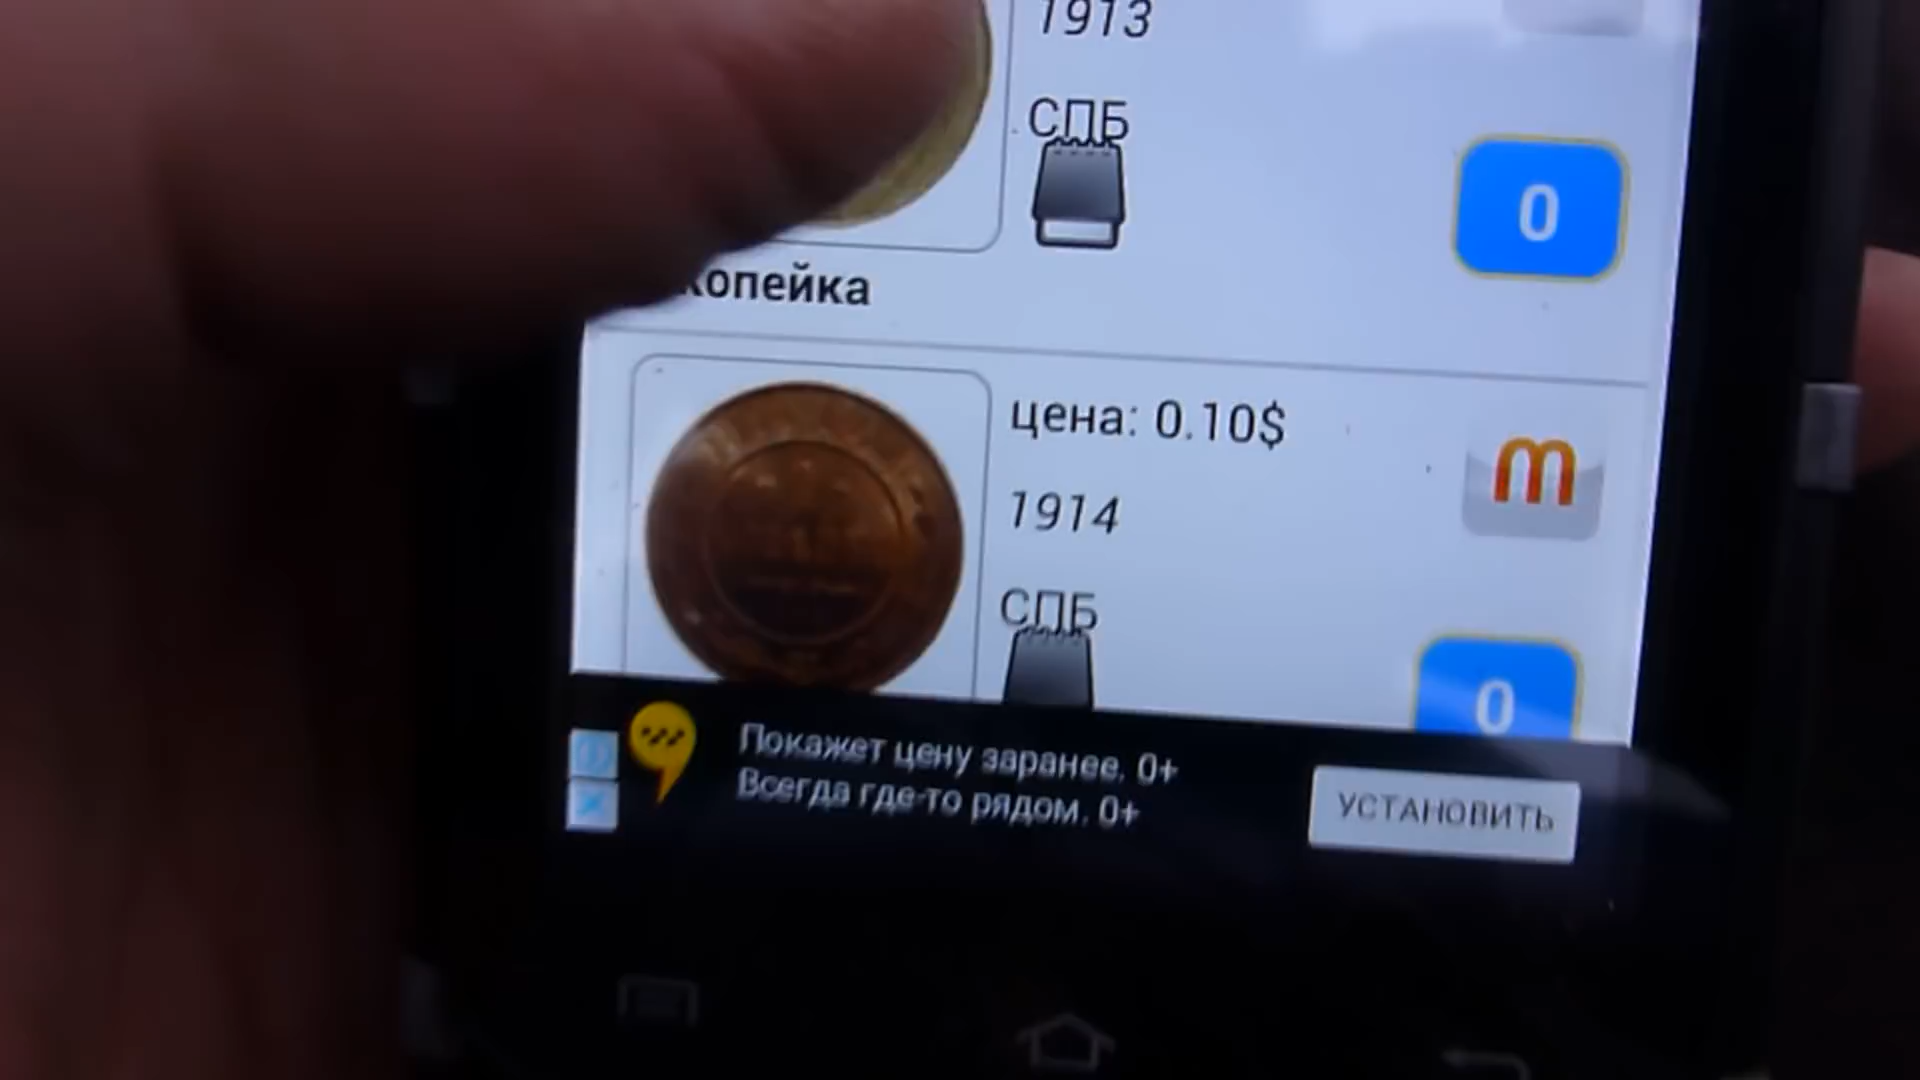 1913
СПБ
0
копейка
цена: 0.10$
m
1914
СПБ
0
Покажет цену заранее. 0+
Всегда где-то рядом. 0+
УСТАНОВИТЬ